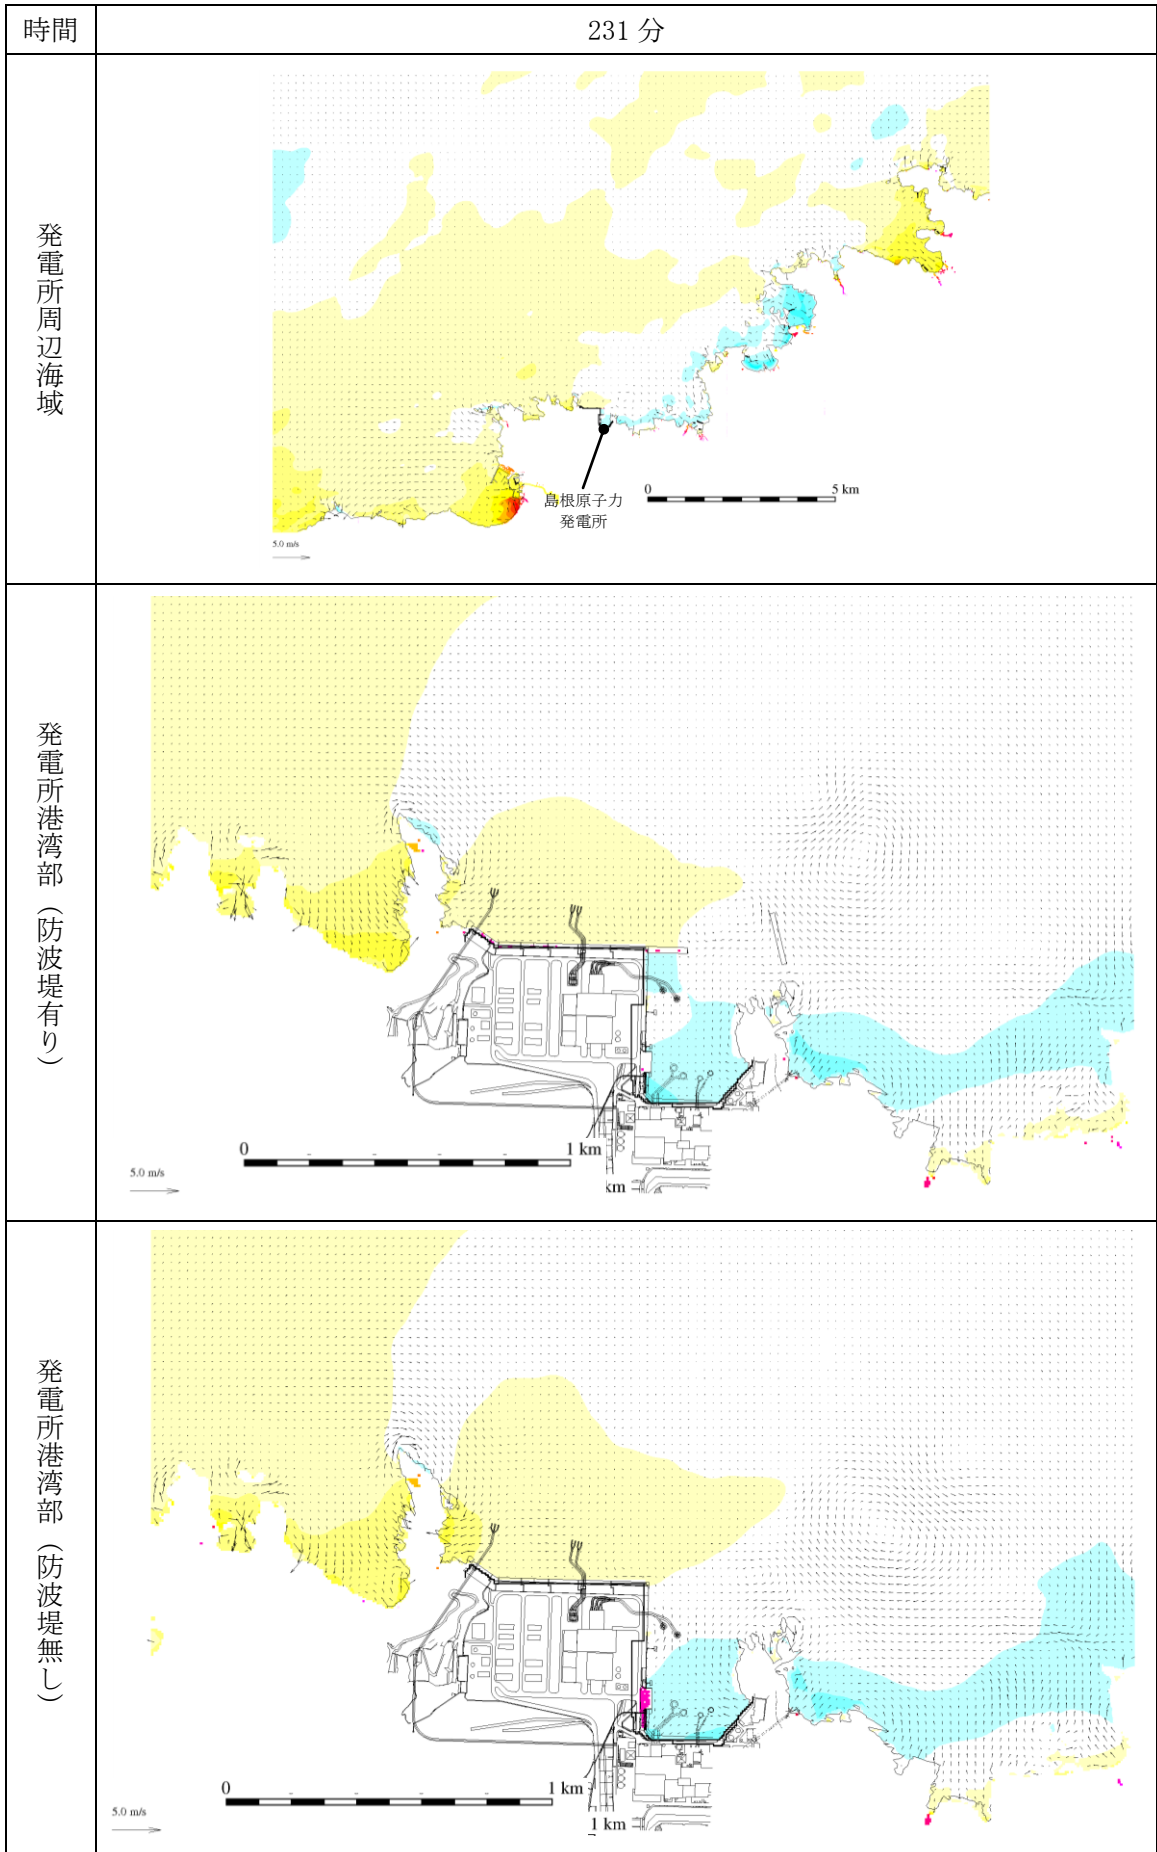 時間
231 分
発電所周辺海域
島根原子力
発電所
0
5 km
5.0 m/s
発電所港湾部（防波堤有り）
0
1 km
km
5.0 m/s
発電所港湾部（防波堤無し）
0
1 km
1 km
5.0 m/s